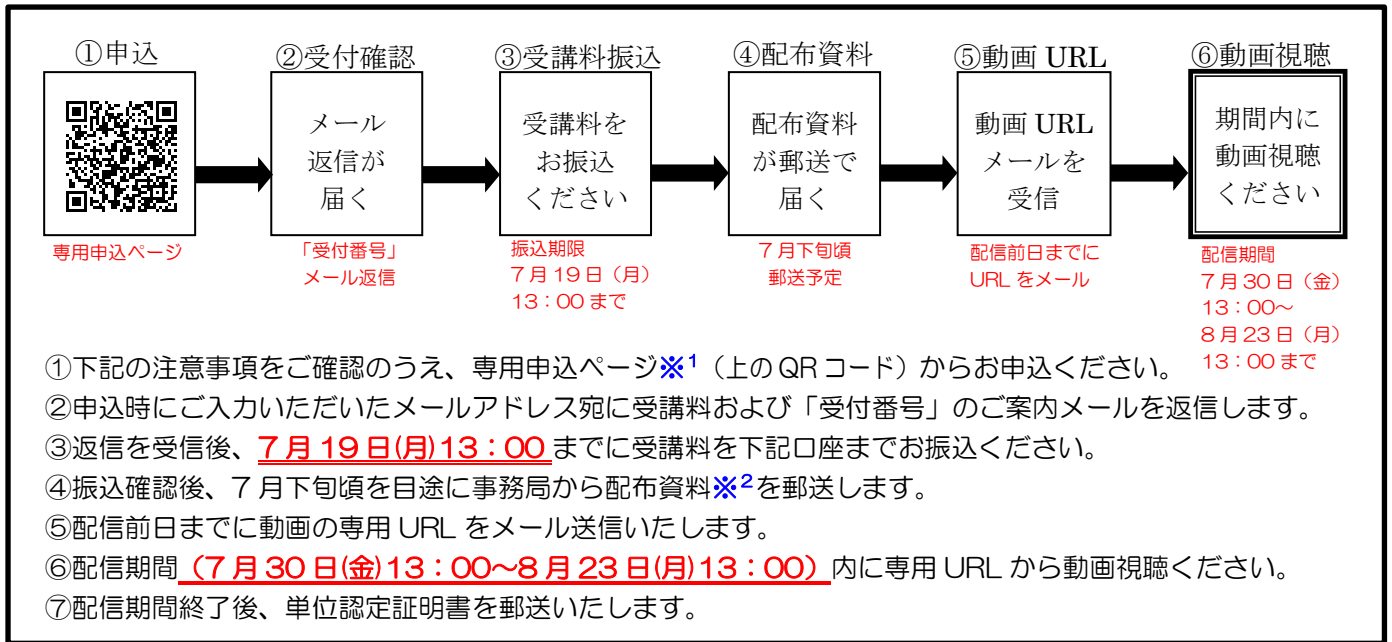 ①申込
②受付確認
③受講料振込
④配布資料
⑤動画 URL
⑥動画視聴
メール
返信が
届く
受講料を
お振込
ください
配布資料
が郵送で
届く
動画 URL
メールを
受信
期間内に
動画視聴
ください
専用申込ページ
「受付番号」
メール返信
振込期限
7月19日（月）
13：00まで
7月下旬頃
郵送予定
配信前日までに
URLをメール
配信期間
7月30日（金）
13：00～
8月23日（月）
13：00まで
①下記の注意事項をご確認のうえ、専用申込ページ※1（上のQRコード）からお申込ください。
②申込時にご入力いただいたメールアドレス宛に受講料および「受付番号」のご案内メールを返信します。
③返信を受信後、7月19日(月)13：00までに受講料を下記口座までお振込ください。
④振込確認後、7月下旬頃を目途に事務局から配布資料※2を郵送します。
⑤配信前日までに動画の専用URLをメール送信いたします。
⑥配信期間（7月30日(金)13：00～8月23日(月)13：00）内に専用URLから動画視聴ください。
⑦配信期間終了後、単位認定証明書を郵送いたします。